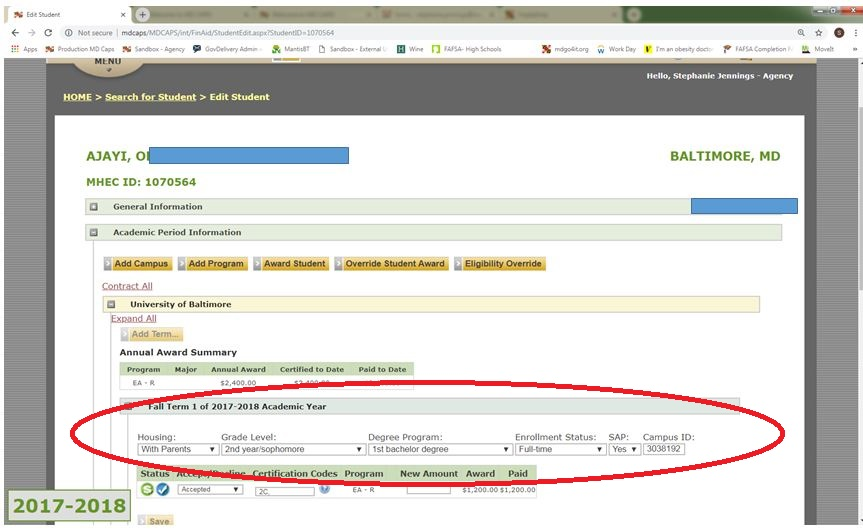 Edit Student
Not secure | mdcaps/MDCAPS/int/FinAid/StudentEdit.aspx?StudentID=1070564
Apps Production MD Caps Sandbox - Agency GovDelivery Admin MantisBT Sandbox - External Wine FAFSA- High Schools mdgo4it.org Work Day I'm an obesity doctor FAFSA Completion MoveIt
MENU
Hello, Stephanie Jennings - Agency
HOME > Search for Student > Edit Student
AJAYI, O
BALTIMORE, MD
MHEC ID: 1070564
General Information
Academic Period Information
Add Campus Add Program Award Student Override Student Award Eligibility Override
Contract All
University of Baltimore
Expand All
Add Term...
Annual Award Summary
Program Major Annual Award Certified to Date Paid to Date
EA - R $2,400.00 $2,400.00
Fall Term 1 of 2017-2018 Academic Year
Housing: Grade Level: Degree Program: Enrollment Status: SAP: Campus ID:
With Parents 2nd year/sophomore 1st bachelor degree Full-time Yes 3038192
Status Accept/Decline Certification Codes Program New Amount Award Paid
Accepted 2C, EA - R $1,200.00 $1,200.00
2017-2018
Save